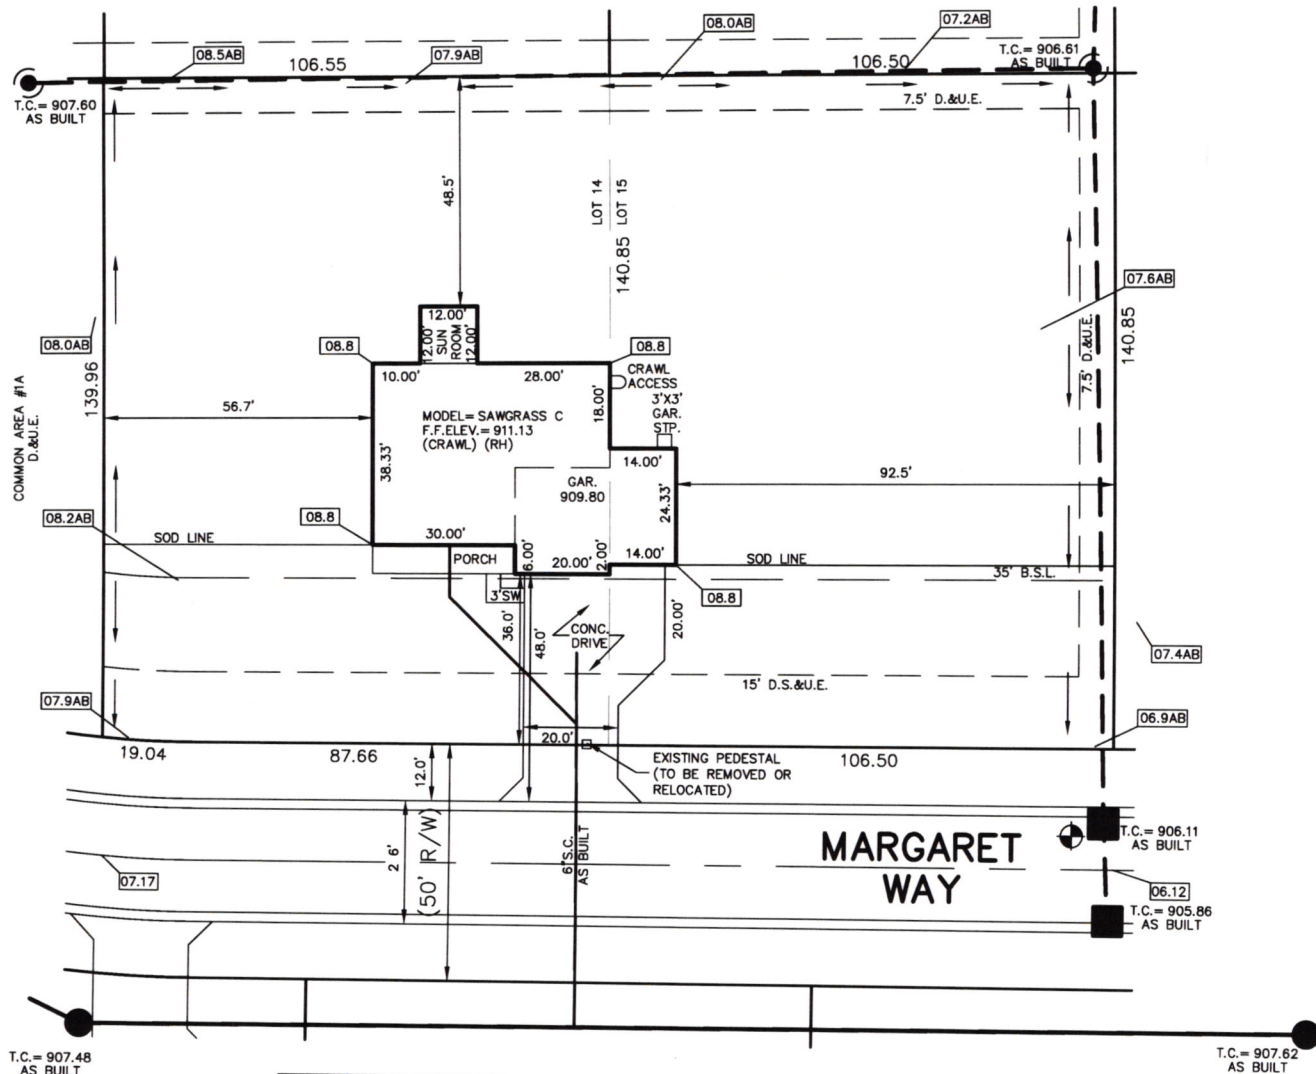 08.0AB
07.2AB
08.5AB
106.55
07.9AB
106.50
T.C.= 906.61
AS BUILT
T.C.= 907.60
AS BUILT
7.5' D.&U.E.
48.5'
LOT 14
LOT 15
140.85
07.6AB
12.00'
12.00'
SUN
ROOM
12.00'
08.0AB
08.8
08.8
7.5' D.&U.E.
140.85
10.00'
28.00'
CRAWL
ACCESS
3'X3'
GAR.
STP.
139.96
COMMON AREA #1A
D.&U.E.
56.7'
MODEL= SAWGRASS C
F.F.ELEV.= 911.13
(CRAWL) (RH)
18.00'
38.33'
14.00'
GAR.
909.80
92.5'
24.33'
08.2AB
08.8
SOD LINE
30.00'
PORCH
6.00'
20.00'
2.00'
14.00'
SOD LINE
35' B.S.L.
3'SW
08.8
36.0'
48.0'
CONC.
DRIVE
20.00'
07.4AB
15' D.S.&U.E.
07.9AB
06.9AB
19.04
87.66
20.0'
12.0'
EXISTING PEDESTAL
(TO BE REMOVED OR
RELOCATED)
106.50
(50' R/W)
2 6'
6"S.C.
AS BUILT
MARGARET
WAY
T.C.= 906.11
AS BUILT
07.17
06.12
T.C.= 905.86
AS BUILT
T.C.= 907.48
AS BUILT
T.C.= 907.62
AS BUILT